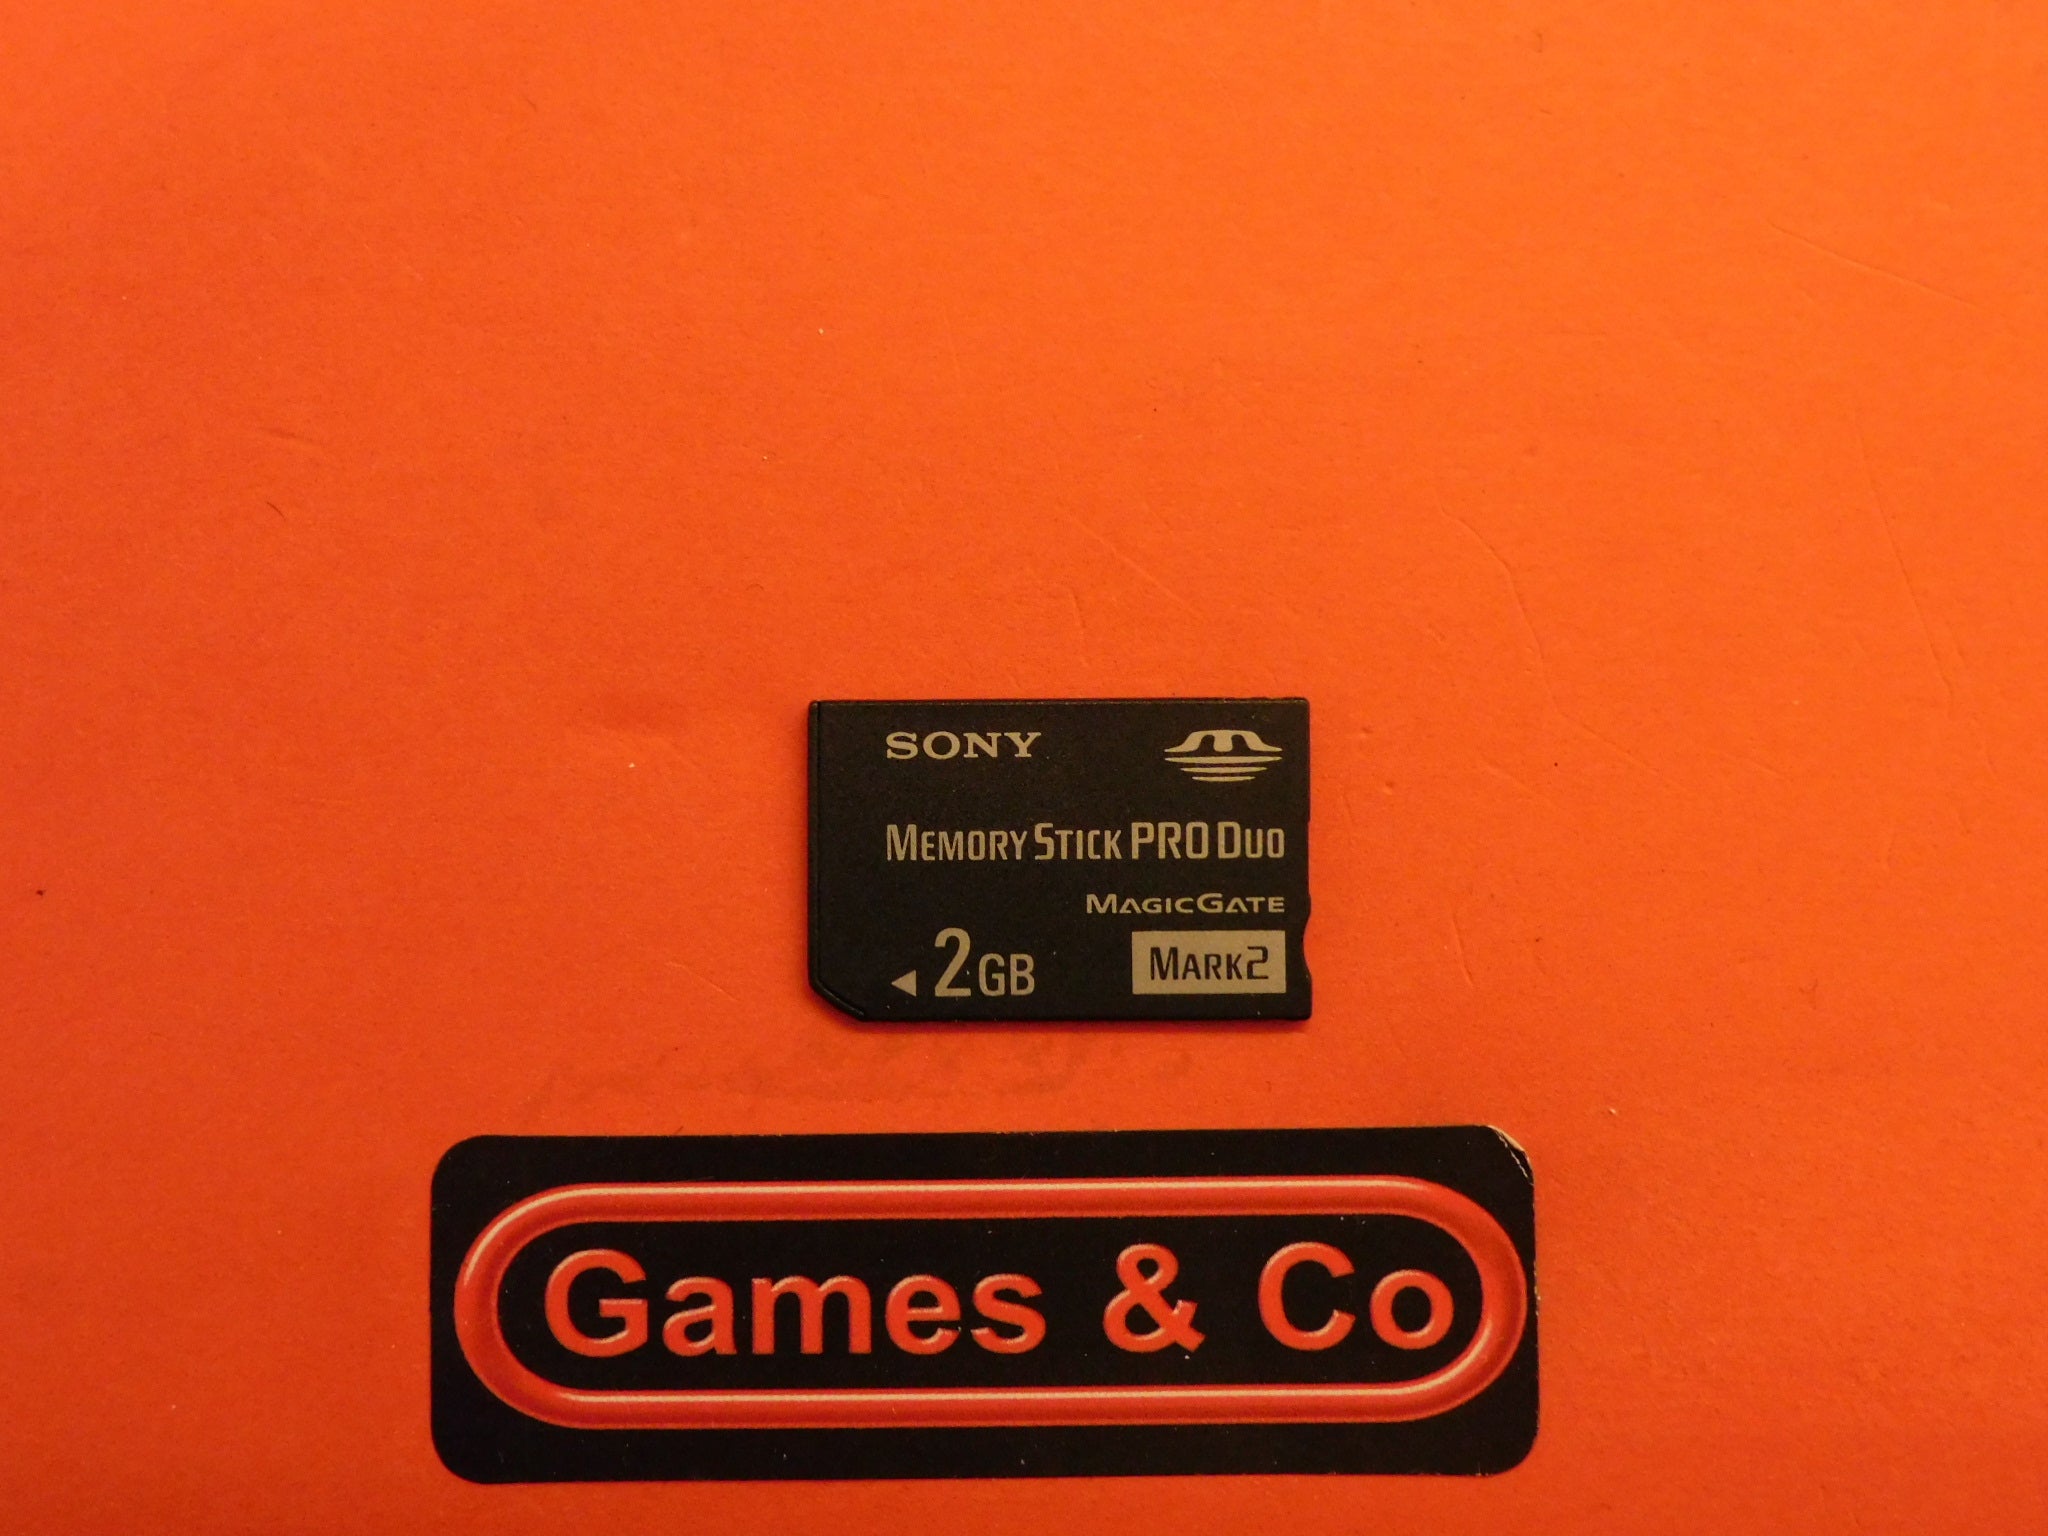 SONY
MEMORY STICK PRO DUO
MAGICGATE
2GB
MARK2
Games & Co